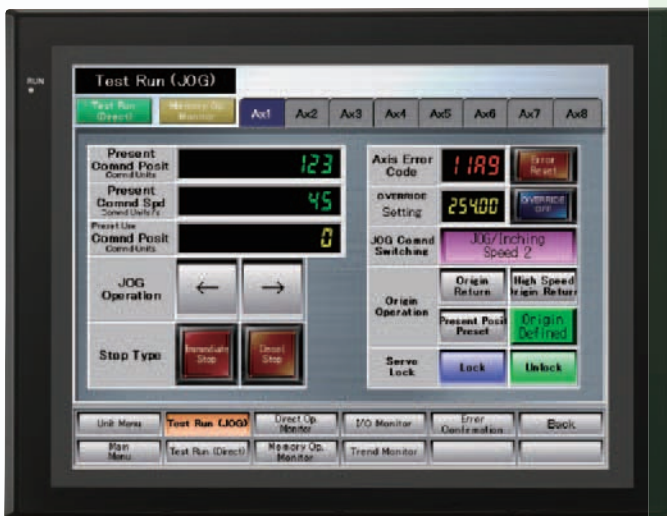 RUN
Test Run (JOG)
Test Run
(Direct)
Memory Op.
Monitor
Ax1
Ax2
Ax3
Ax4
Ax5
Ax6
Ax7
Ax8
Present
Comnd Posit
Comnd Units
123
Present
Comnd Spd
Comnd Units/s
45
Preset Use
Comnd Posit
Comnd Units
0
JOG
Operation
←
→
Stop Type
Immediate
Stop
Decel
Stop
Axis Error
Code
11A9
Error
Reset
OVERRIDE
Setting
254.00
OVERRIDE
OFF
JOG Comnd
Switching
JOG/Inching
Speed 2
Origin
Operation
Origin
Return
High Speed
Origin Return
Present Posit
Preset
Origin
Defined
Servo
Lock
Lock
Unlock
Unit Menu
Test Run (JOG)
Direct Op.
Monitor
I/O Monitor
Error
Confirmation
Back
Main
Menu
Test Run (Direct)
Memory Op.
Monitor
Trend Monitor